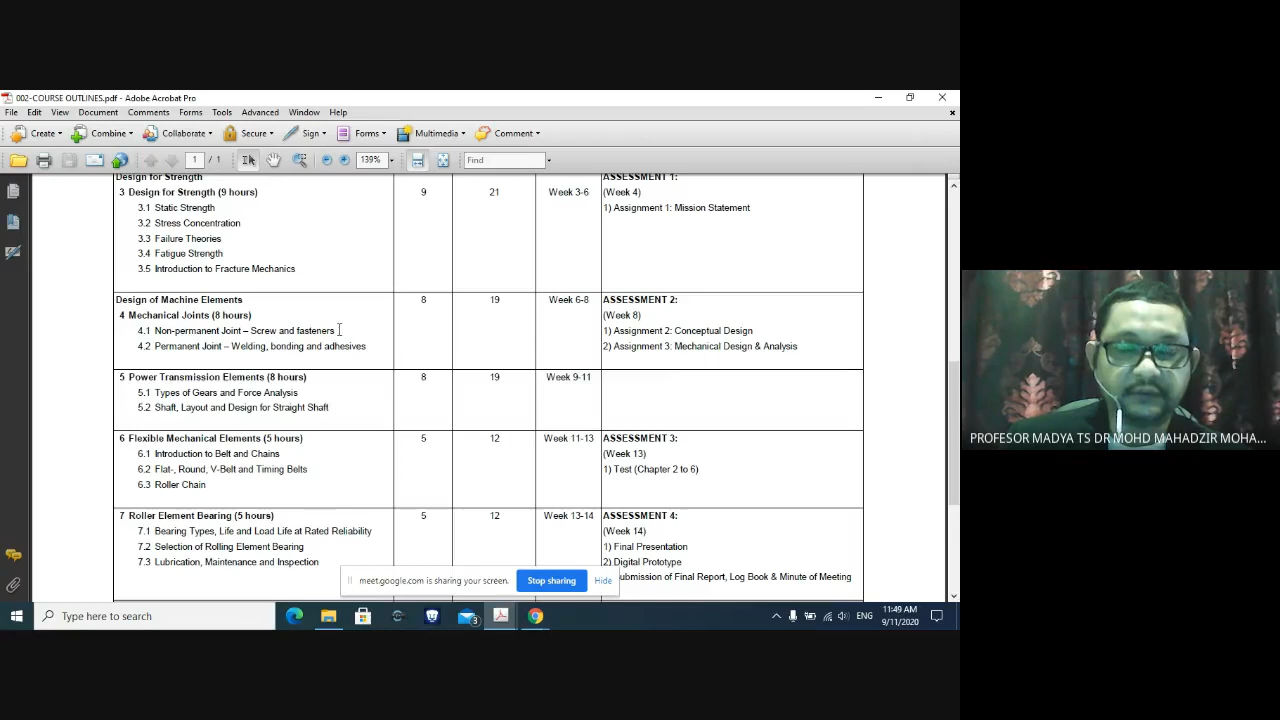 002-COURSE OUTLINES.pdf - Adobe Acrobat Pro
File Edit View Document Comments Forms Tools Advanced Window Help
Create Combine Collaborate Secure Sign Forms Multimedia Comment
1 / 1 139% Find
Design for Strength ASSESSMENT 1:
3 Design for Strength (9 hours) 9 21 Week 3-6 (Week 4)
3.1 Static Strength 1) Assignment 1: Mission Statement
3.2 Stress Concentration
3.3 Failure Theories
3.4 Fatigue Strength
3.5 Introduction to Fracture Mechanics
Design of Machine Elements 8 19 Week 6-8 ASSESSMENT 2:
4 Mechanical Joints (8 hours) (Week 8)
4.1 Non-permanent Joint – Screw and fasteners 1) Assignment 2: Conceptual Design
4.2 Permanent Joint – Welding, bonding and adhesives 2) Assignment 3: Mechanical Design & Analysis
5 Power Transmission Elements (8 hours) 8 19 Week 9-11
5.1 Types of Gears and Force Analysis
5.2 Shaft, Layout and Design for Straight Shaft
6 Flexible Mechanical Elements (5 hours) 5 12 Week 11-13 ASSESSMENT 3:
6.1 Introduction to Belt and Chains (Week 13)
6.2 Flat-, Round, V-Belt and Timing Belts 1) Test (Chapter 2 to 6)
6.3 Roller Chain
7 Roller Element Bearing (5 hours) 5 12 Week 13-14 ASSESSMENT 4:
7.1 Bearing Types, Life and Load Life at Rated Reliability (Week 14)
7.2 Selection of Rolling Element Bearing 1) Final Presentation
7.3 Lubrication, Maintenance and Inspection 2) Digital Prototype
ubmission of Final Report, Log Book & Minute of Meeting
meet.google.com is sharing your screen. Stop sharing Hide
Type here to search 3 ENG 11:49 AM
9/11/2020
PROFESOR MADYA TS DR MOHD MAHADZIR MOHA...